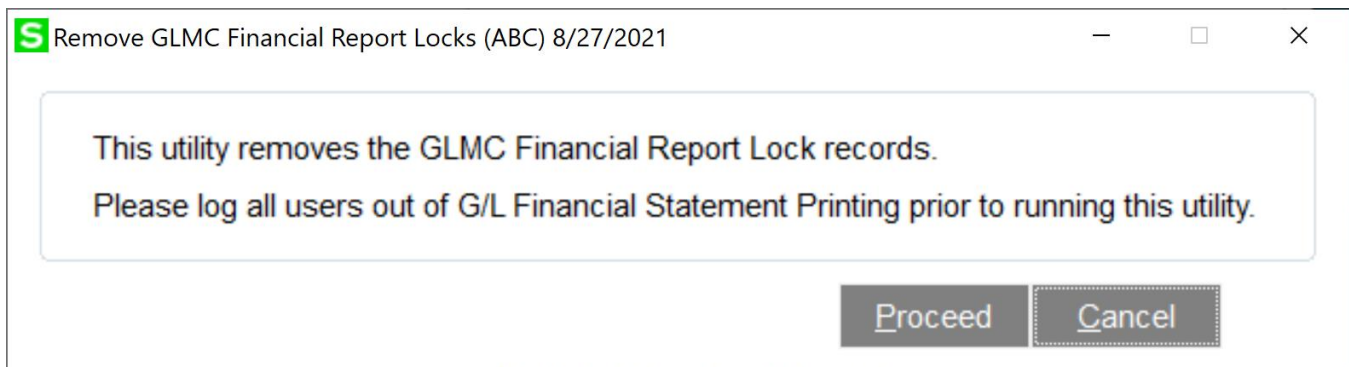 S Remove GLMC Financial Report Locks (ABC) 8/27/2021
This utility removes the GLMC Financial Report Lock records.
Please log all users out of G/L Financial Statement Printing prior to running this utility.
Proceed Cancel